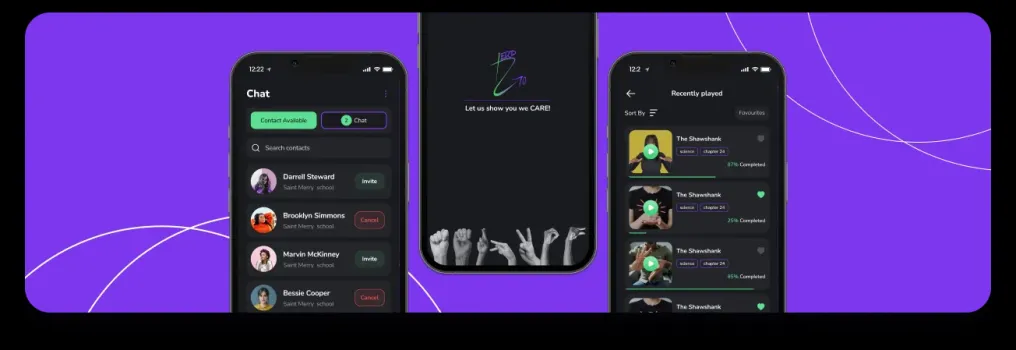 12:22
Chat
Contact Available
2 Chat
Search contacts
Darrell Steward
Saint Merry school
Invite
Brooklyn Simmons
Saint Merry school
Cancel
Marvin McKinney
Saint Merry school
Invite
Bessie Cooper
Saint Merry school
Cancel
TO
Let us show you we CARE!
12:2
Recently played
Sort By
Favourites
The Shawshank
science
chapter 24
Completed
The Shawshank
science
chapter 24
25% Completed
The Shawshank
science
chapter 24
Completed
The Shawshank